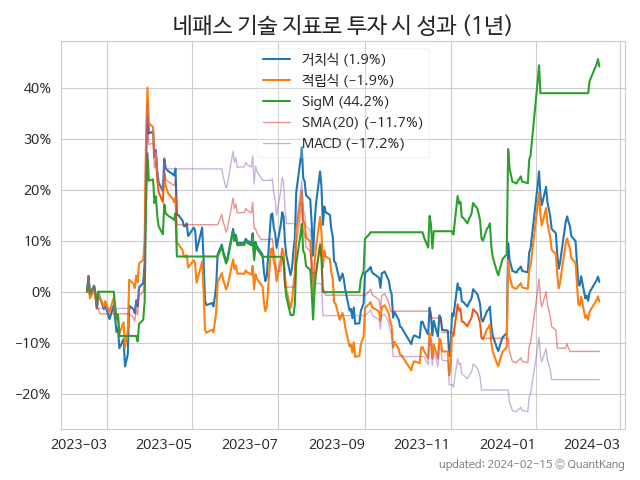 네패스 기술 지표로 투자 시 성과 (1년)
거치식 (1.9%)
적립식 (−1.9%)
SigM (44.2%)
SMA(20) (−11.7%)
MACD (−17.2%)
40%
30%
20%
10%
0%
−10%
−20%
2023-03 2023-05 2023-07 2023-09 2023-11 2024-01 2024-03
updated: 2024-02-15 © QuantKang